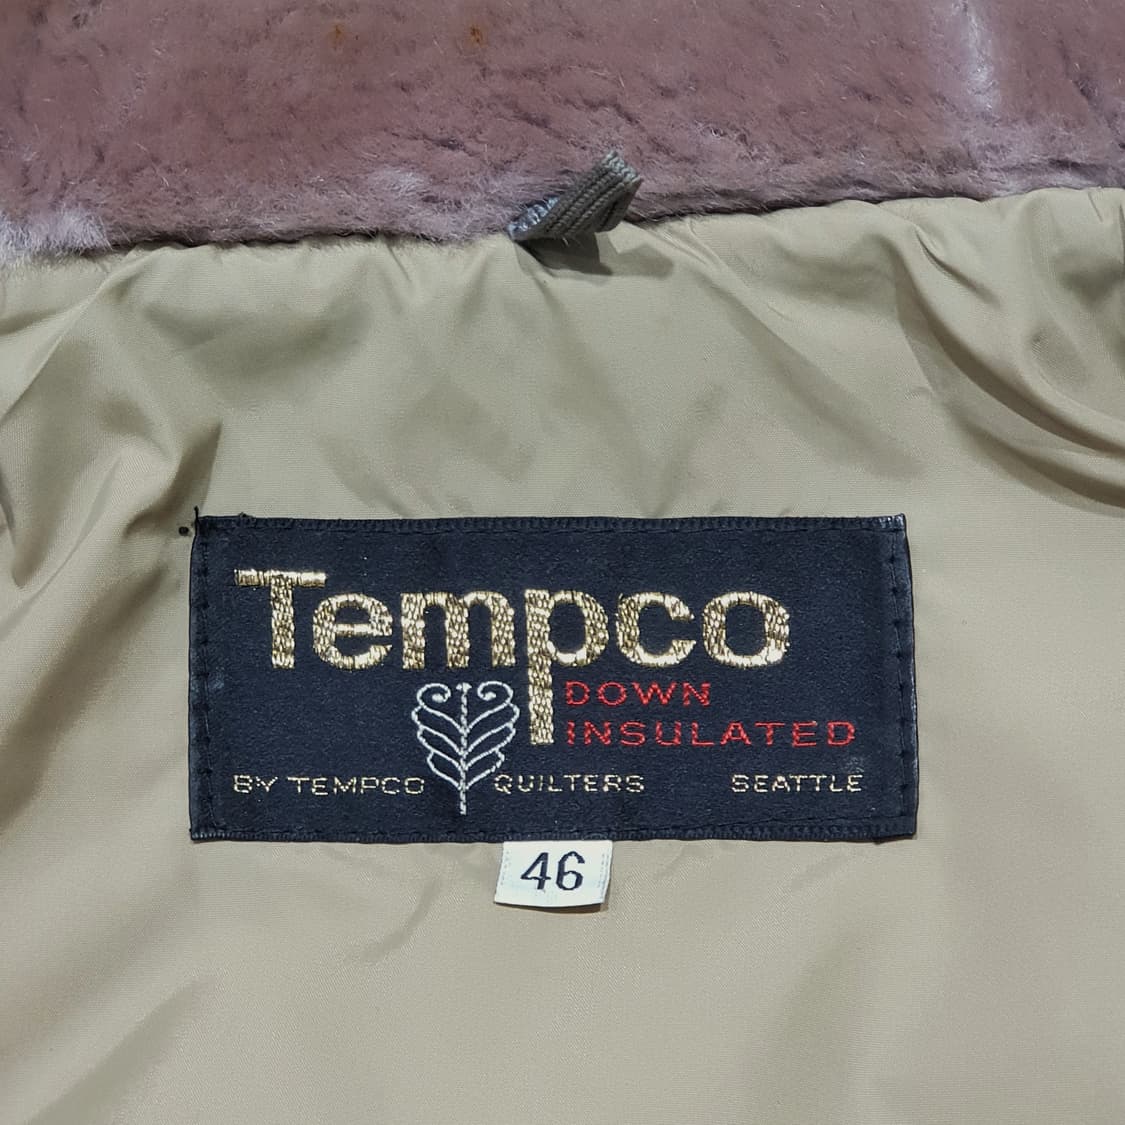 Tempco
DOWN
INSULATED
BY TEMPCO QUILTERS SEATTLE
46